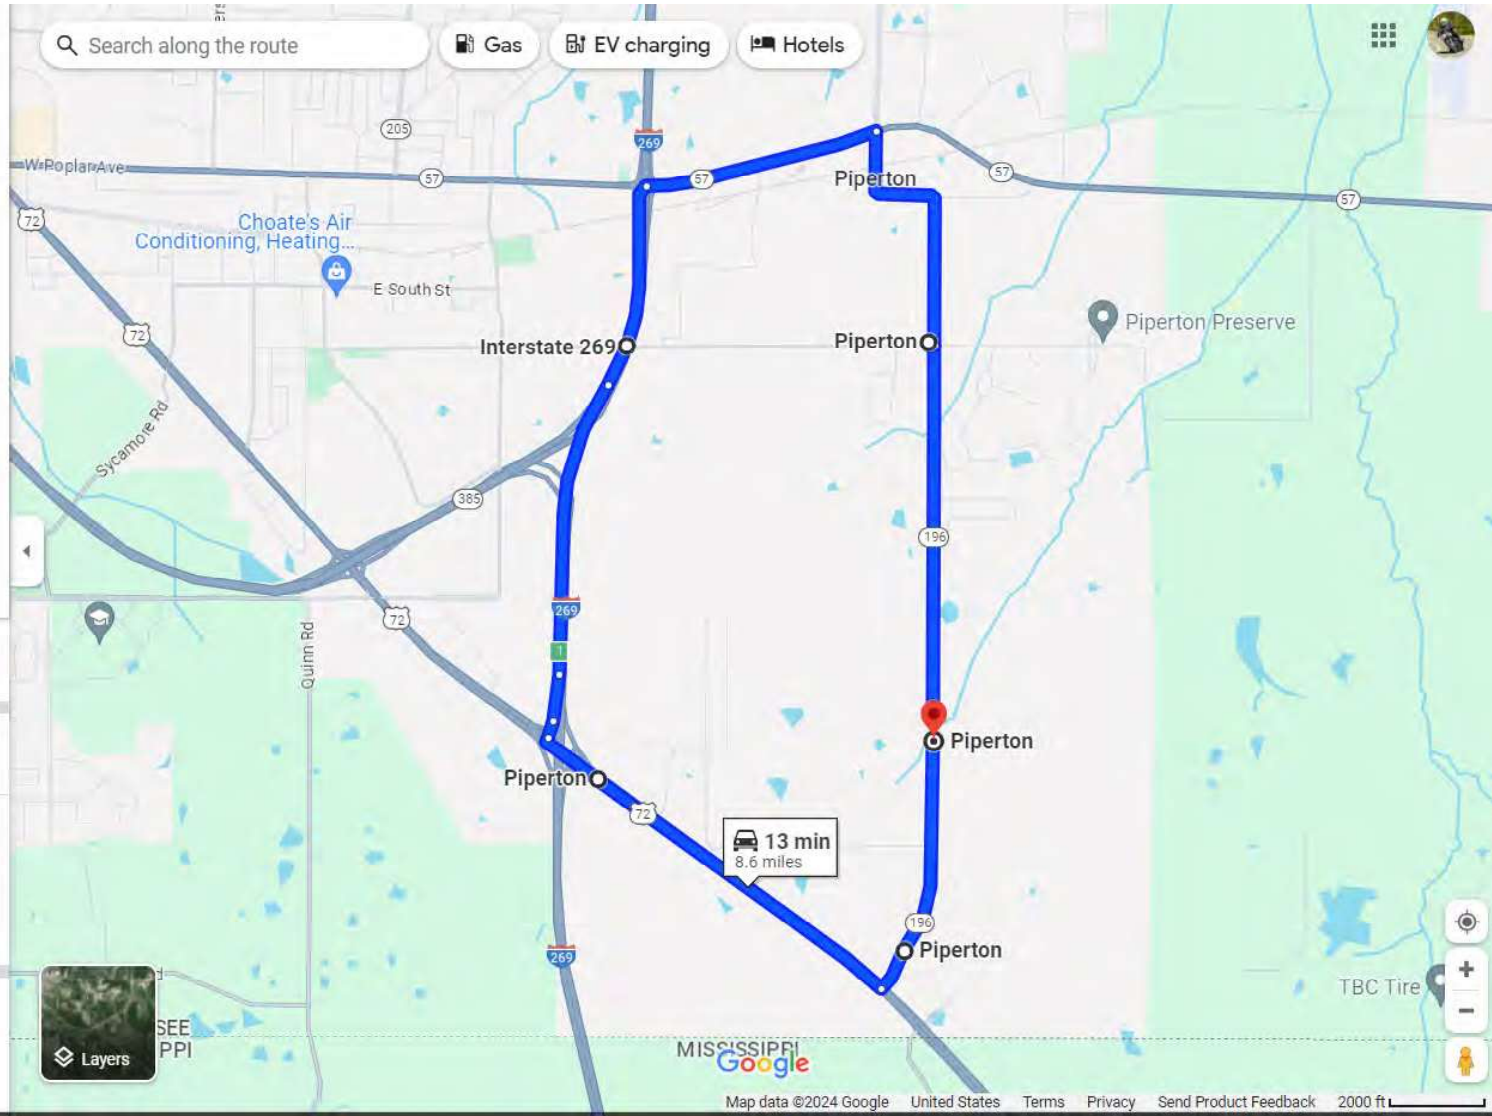 ers
Search along the route
Gas
EV charging
Hotels
205
269
W Poplar Ave
57
57
Piperton
57
57
72
Choate's Air
Conditioning, Heating...
E South St
72
Interstate 269
Piperton
Piperton Preserve
Sycamore Rd
385
196
269
72
Quinn Rd
1
Piperton
Piperton
72
13 min
8.6 miles
196
Piperton
269
TBC Tire
d
SEE
PPI
Layers
MISSISSIPPI
Google
Map data ©2024 Google
United States
Terms
Privacy
Send Product Feedback
2000 ft